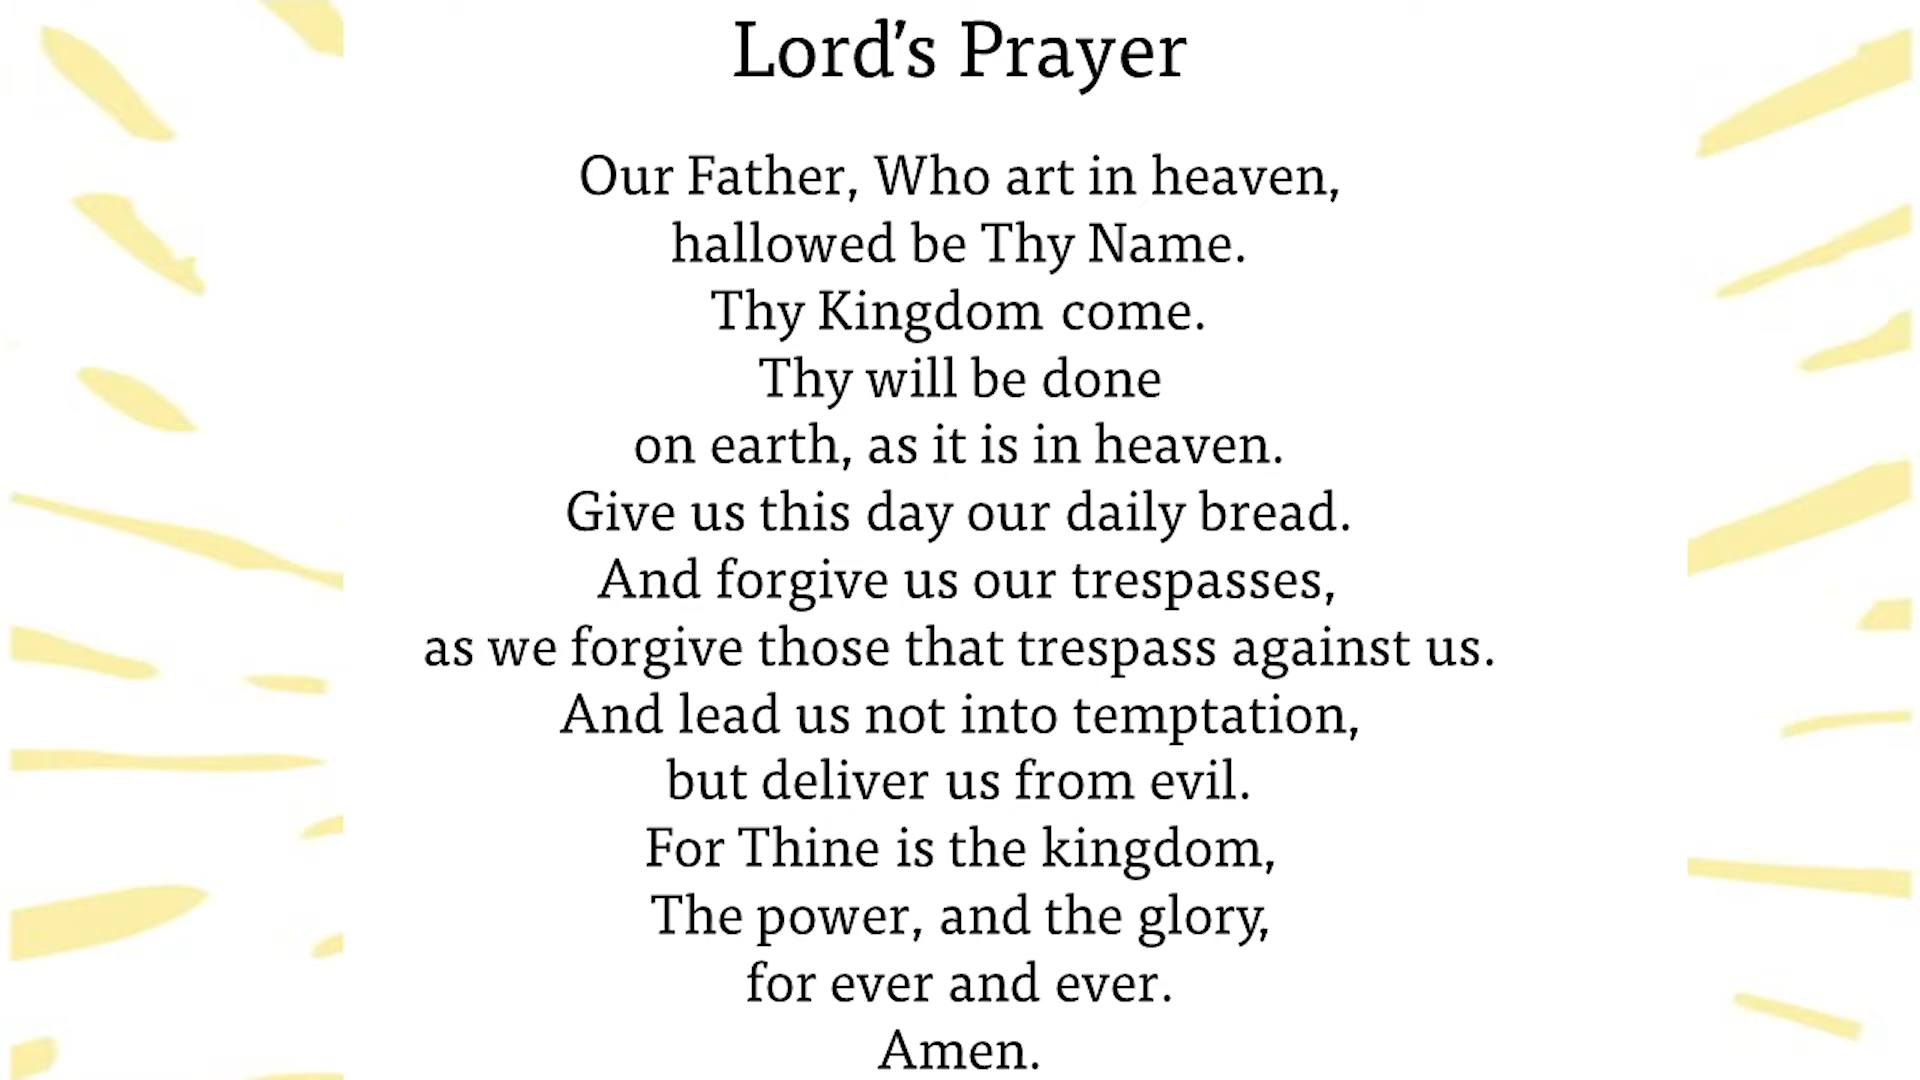 Lord's Prayer
Our Father, Who art in heaven,
hallowed be Thy Name.
Thy Kingdom come.
Thy will be done
on earth, as it is in heaven.
Give us this day our daily bread.
And forgive us our trespasses,
as we forgive those that trespass against us.
And lead us not into temptation,
but deliver us from evil.
For Thine is the kingdom,
The power, and the glory,
for ever and ever.
Amen.